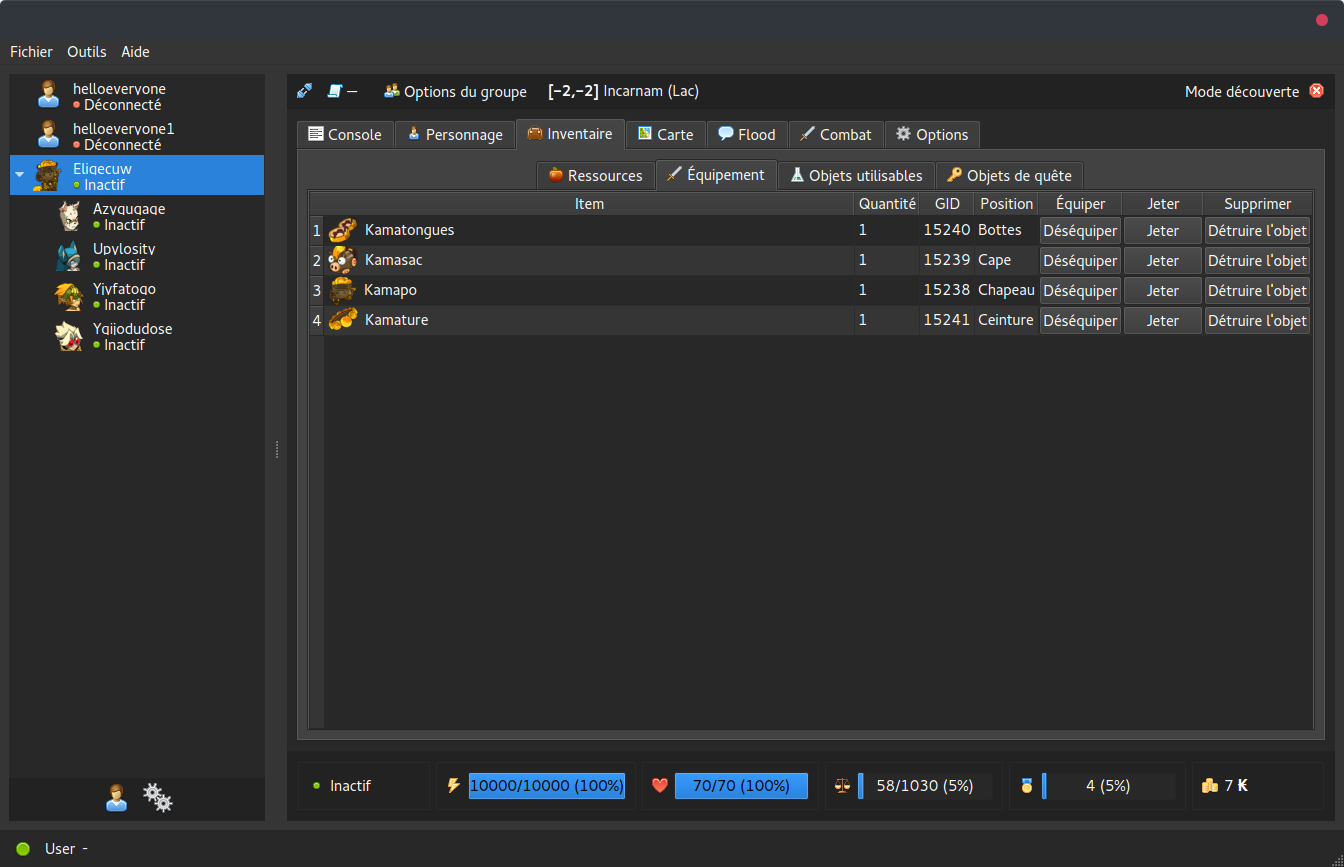 Fichier Outils Aide
helloeveryone
Déconnecté
helloeveryone1
Déconnecté
Eligecuw
Inactif
Azyguqage
Inactif
Upylosity
Inactif
Yjyfatogo
Inactif
Ygijodudose
Inactif
Options du groupe [-2,-2] Incarnam (Lac) Mode découverte
Console Personnage Inventaire Carte Flood Combat Options
Ressources Équipement Objets utilisables Objets de quête
Item Quantité GID Position Équiper Jeter Supprimer
1 Kamatongues 1 15240 Bottes Déséquiper Jeter Détruire l'objet
2 Kamasac 1 15239 Cape Déséquiper Jeter Détruire l'objet
3 Kamapo 1 15238 Chapeau Déséquiper Jeter Détruire l'objet
4 Kamature 1 15241 Ceinture Déséquiper Jeter Détruire l'objet
Inactif 10000/10000 (100%) 70/70 (100%) 58/1030 (5%) 4 (5%) 7 K
User -